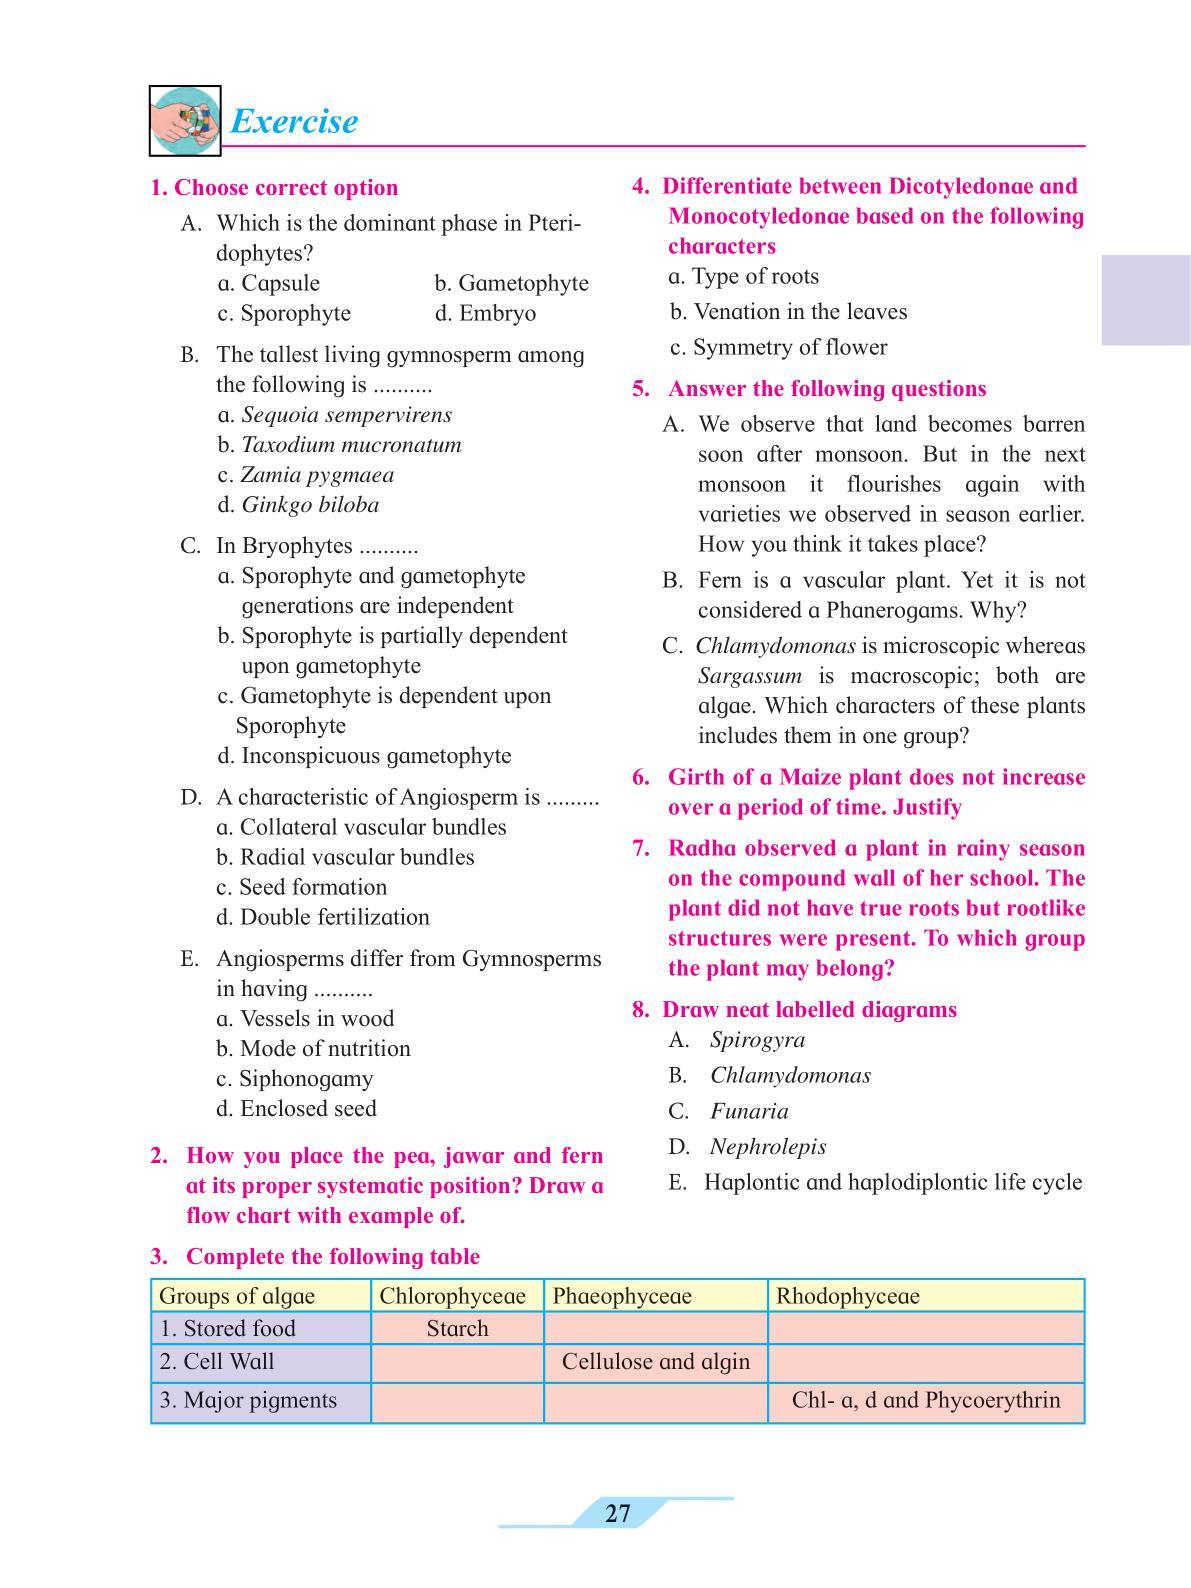 Exercise
1. Choose correct option
A. Which is the dominant phase in Pteri-
dophytes?
a. Capsule b. Gametophyte
c. Sporophyte d. Embryo
B. The tallest living gymnosperm among
the following is ..........
a. Sequoia sempervirens
b. Taxodium mucronatum
c. Zamia pygmaea
d. Ginkgo biloba
C. In Bryophytes ..........
a. Sporophyte and gametophyte
generations are independent
b. Sporophyte is partially dependent
upon gametophyte
c. Gametophyte is dependent upon
Sporophyte
d. Inconspicuous gametophyte
D. A characteristic of Angiosperm is .........
a. Collateral vascular bundles
b. Radial vascular bundles
c. Seed formation
d. Double fertilization
E. Angiosperms differ from Gymnosperms
in having ..........
a. Vessels in wood
b. Mode of nutrition
c. Siphonogamy
d. Enclosed seed
2. How you place the pea, jawar and fern
at its proper systematic position? Draw a
flow chart with example of.
3. Complete the following table
4. Differentiate between Dicotyledonae and
Monocotyledonae based on the following
characters
a. Type of roots
b. Venation in the leaves
c. Symmetry of flower
5. Answer the following questions
A. We observe that land becomes barren
soon after monsoon. But in the next
monsoon it flourishes again with
varieties we observed in season earlier.
How you think it takes place?
B. Fern is a vascular plant. Yet it is not
considered a Phanerogams. Why?
C. Chlamydomonas is microscopic whereas
Sargassum is macroscopic; both are
algae. Which characters of these plants
includes them in one group?
6. Girth of a Maize plant does not increase
over a period of time. Justify
7. Radha observed a plant in rainy season
on the compound wall of her school. The
plant did not have true roots but rootlike
structures were present. To which group
the plant may belong?
8. Draw neat labelled diagrams
A. Spirogyra
B. Chlamydomonas
C. Funaria
D. Nephrolepis
E. Haplontic and haplodiplontic life cycle
Groups of algae Chlorophyceae Phaeophyceae Rhodophyceae
1. Stored food Starch
2. Cell Wall Cellulose and algin
3. Major pigments Chl- a, d and Phycoerythrin
27